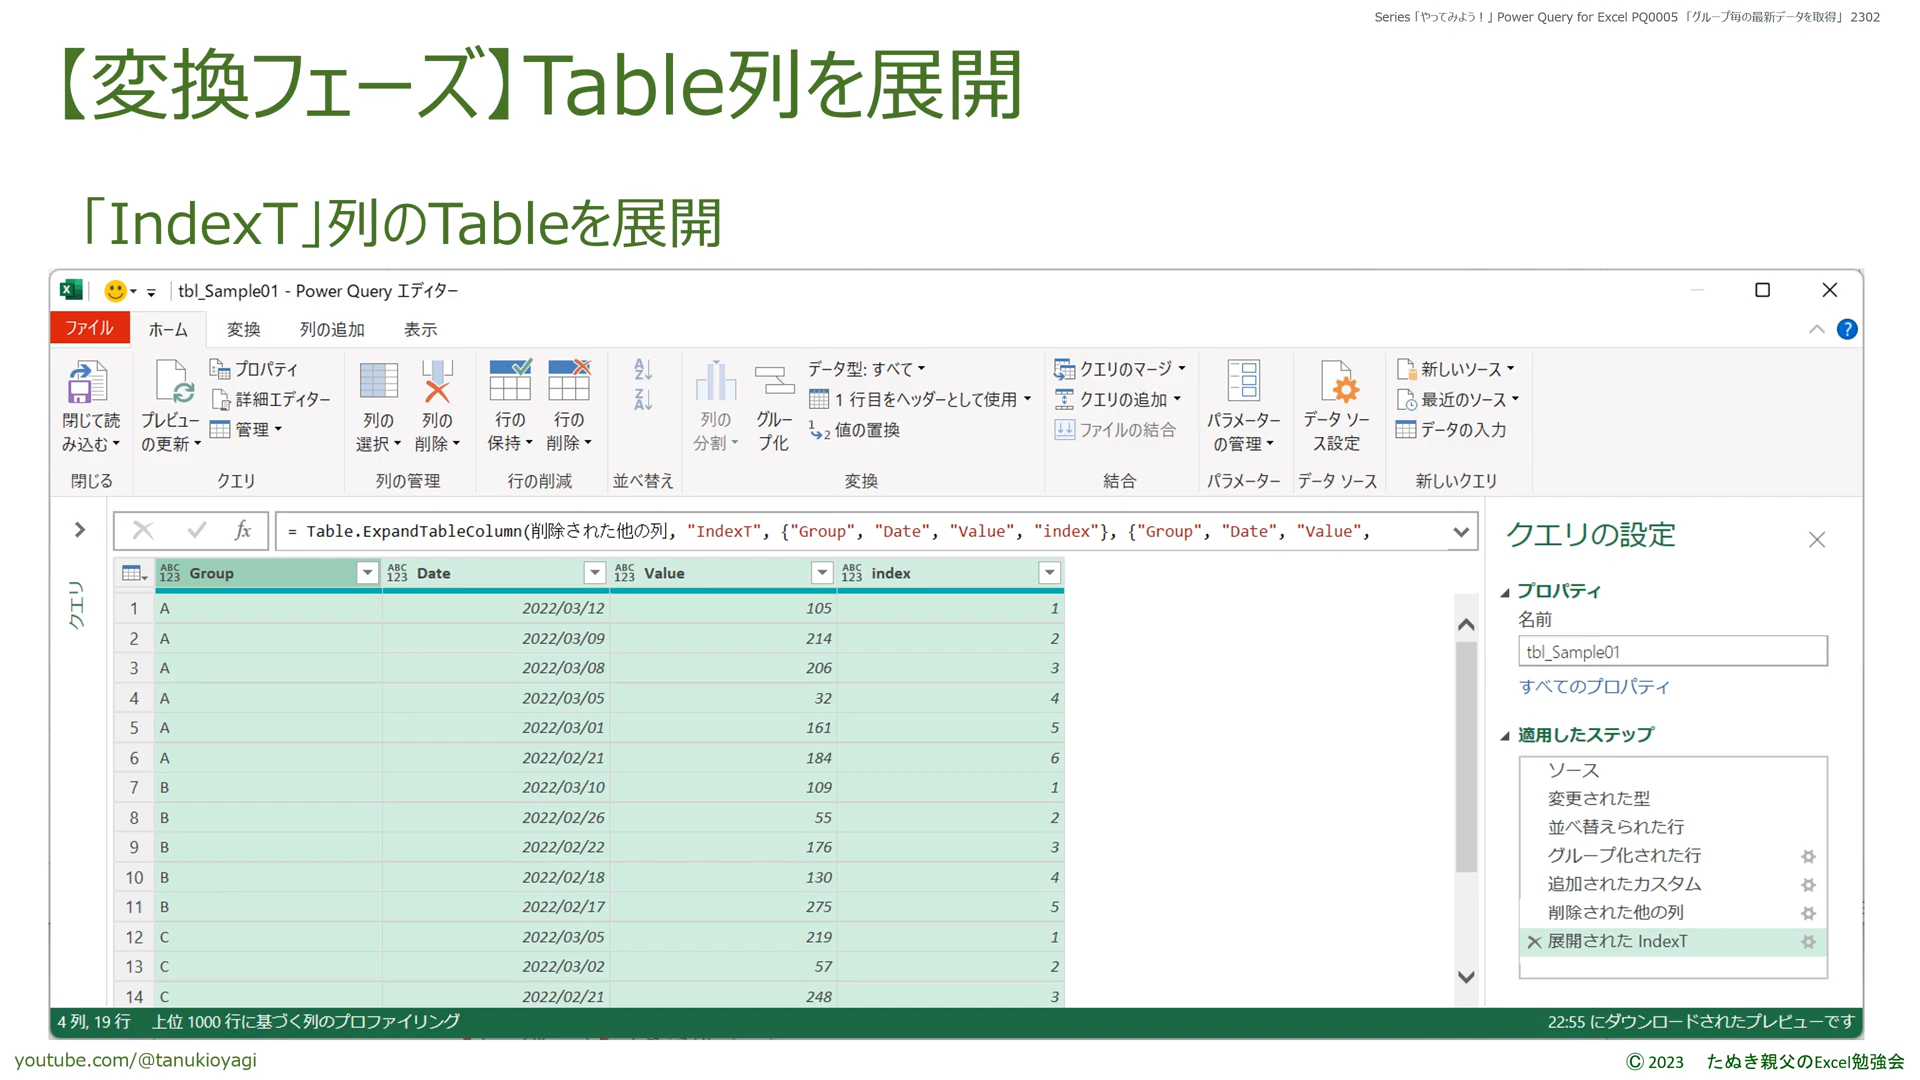 Series「やってみよう！」Power Query for Excel PQ0005「グループ毎の最新データを取得」 2302
【変換フェーズ】Table列を展開
「IndexT」列のTableを展開
tbl_Sample01 - Power Query エディター
ファイル ホーム 変換 列の追加 表示
閉じて読み込む
プレビューの更新
プロパティ
詳細エディター
管理
列の選択
列の削除
行の保持
行の削除
列の分割
グループ化
データ型: すべて
1 行目をヘッダーとして使用
値の置換
クエリのマージ
クエリの追加
ファイルの結合
パラメーターの管理
データ ソース設定
新しいソース
最近のソース
データの入力
閉じる クエリ 列の管理 行の削減 並べ替え 変換 結合 パラメーター データ ソース 新しいクエリ
クエリ
fx = Table.ExpandTableColumn(削除された他の列, "IndexT", {"Group", "Date", "Value", "index"}, {"Group", "Date", "Value",
ABC123 Group ABC123 Date ABC123 Value ABC123 index
1 A 2022/03/12 105 1
2 A 2022/03/09 214 2
3 A 2022/03/08 206 3
4 A 2022/03/05 32 4
5 A 2022/03/01 161 5
6 A 2022/02/21 184 6
7 B 2022/03/10 109 1
8 B 2022/02/26 55 2
9 B 2022/02/22 176 3
10 B 2022/02/18 130 4
11 B 2022/02/17 275 5
12 C 2022/03/05 219 1
13 C 2022/03/02 57 2
14 C 2022/02/21 248 3
クエリの設定
プロパティ
名前
tbl_Sample01
すべてのプロパティ
適用したステップ
ソース
変更された型
並べ替えられた行
グループ化された行
追加されたカスタム
削除された他の列
展開された IndexT
4 列、19 行 上位 1000 行に基づく列のプロファイリング
22:55 にダウンロードされたプレビューです
youtube.com/@tanukioyagi
© 2023 たぬき親父のExcel勉強会